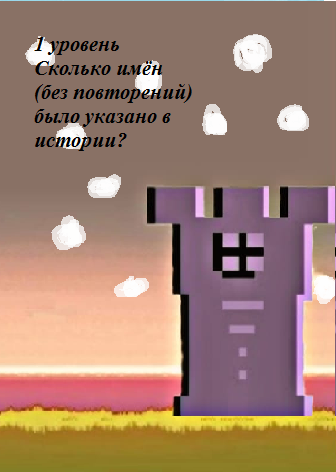 1 уровень
Сколько имён
(без повторений)
было указано в
истории?